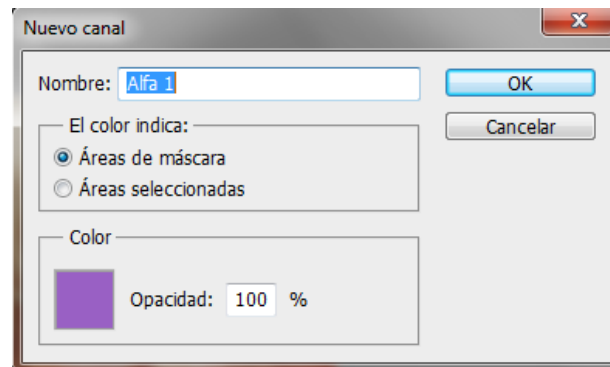 Nuevo canal
Nombre: Alfa 1
OK
El color indica:
Cancelar
Áreas de máscara
Áreas seleccionadas
Color
Opacidad: 100 %